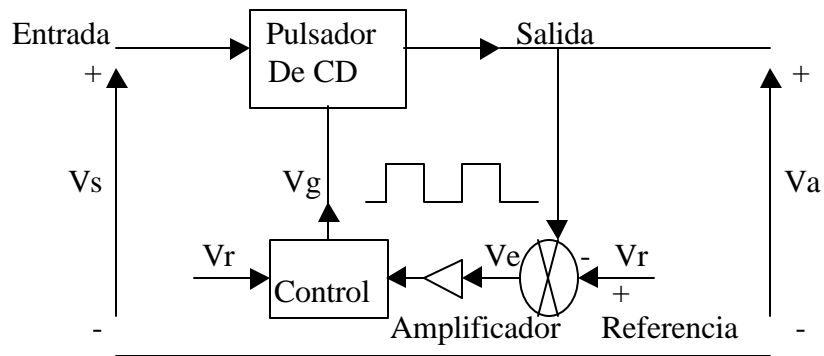 Entrada
Pulsador
De CD
Salida
+
+
Vs
Vg
Va
Vr
Control
Ve
-
Vr
+
Amplificador
Referencia
-
-